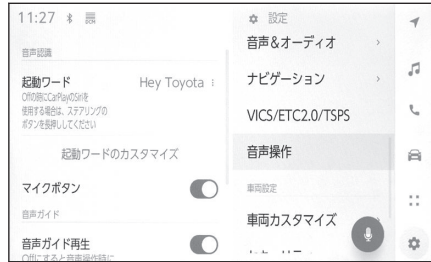 11:27
音声認識
起動ワード
Hey Toyota
Offの時にCarPlayのSiriを
使用する場合は、ステアリングの
ボタンを長押ししてください
起動ワードのカスタマイズ
マイクボタン
音声ガイド
音声ガイド再生
Offにすると音声操作時に
設定
音声&オーディオ
ナビゲーション
VICS/ETC2.0/TSPS
音声操作
車両設定
車両カスタマイズ